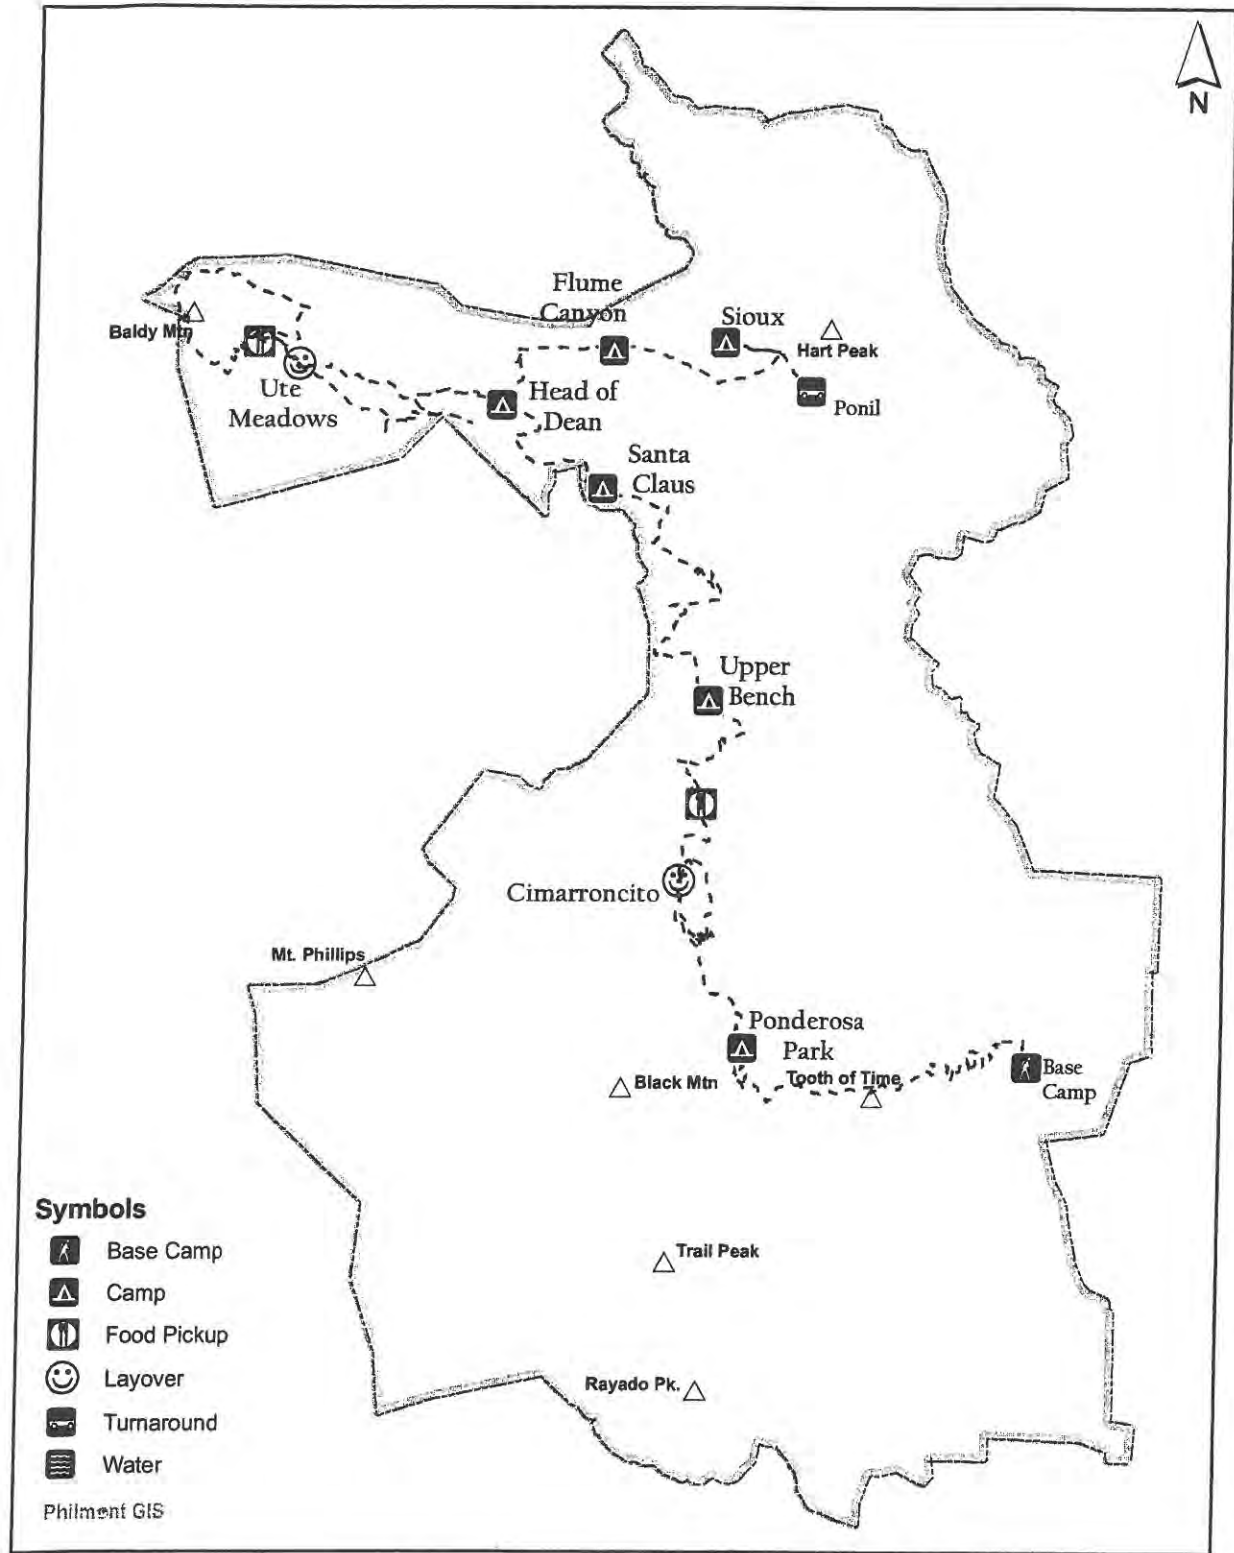 N
Flume
Canyon
Sioux
Baldy Mtn
Hart Peak
Ute
Meadows
Head of
Dean
Ponil
Santa
Claus
Upper
Bench
Cimarroncito
Mt. Phillips
Ponderosa
Park
Tooth of Time
Base
Camp
Black Mtn
Trail Peak
Rayado Pk.
Symbols
Base Camp
Camp
Food Pickup
Layover
Turnaround
Water
Philmont GIS